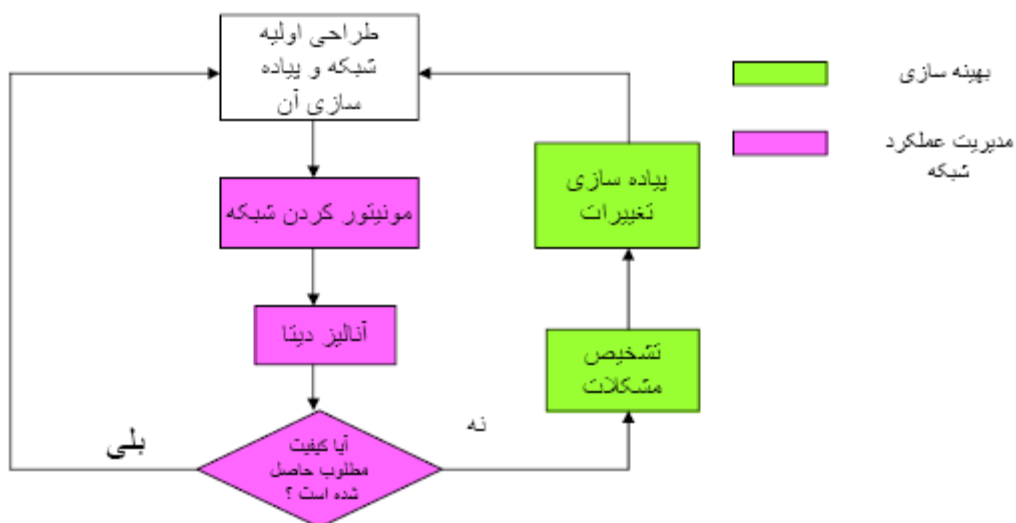 طراحی اولیه
شبکه و پیاده
سازی آن
مونیتور کردن شبکه
آنالیز دیتا
آیا کیفیت
مطلوب حاصل
شده است ؟
بلی
نه
تشخیص
مشکلات
پیاده سازی
تغییرات
بهینه سازی
مدیریت عملکرد
شبکه